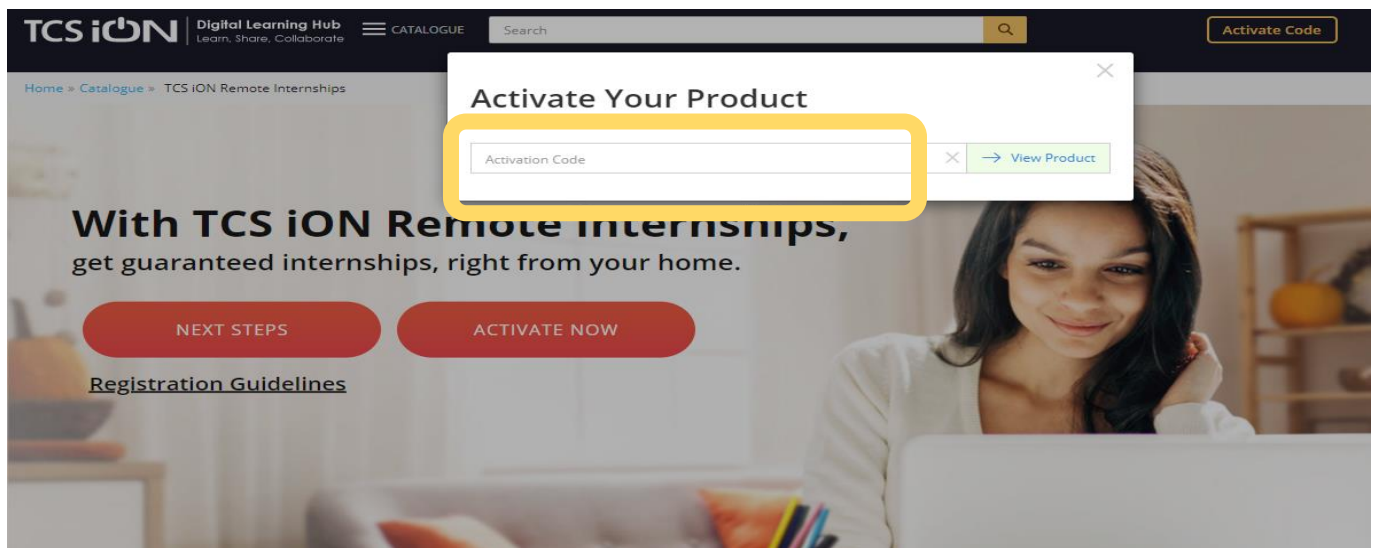 TCS iON Digital Learning Hub
Learn, Share, Collaborate
CATALOGUE
Search
Activate Code
Home » Catalogue » TCS iON Remote Internships
Activate Your Product
Activation Code
View Product
With TCS iON Remote Internships,
get guaranteed internships, right from your home.
NEXT STEPS
ACTIVATE NOW
Registration Guidelines